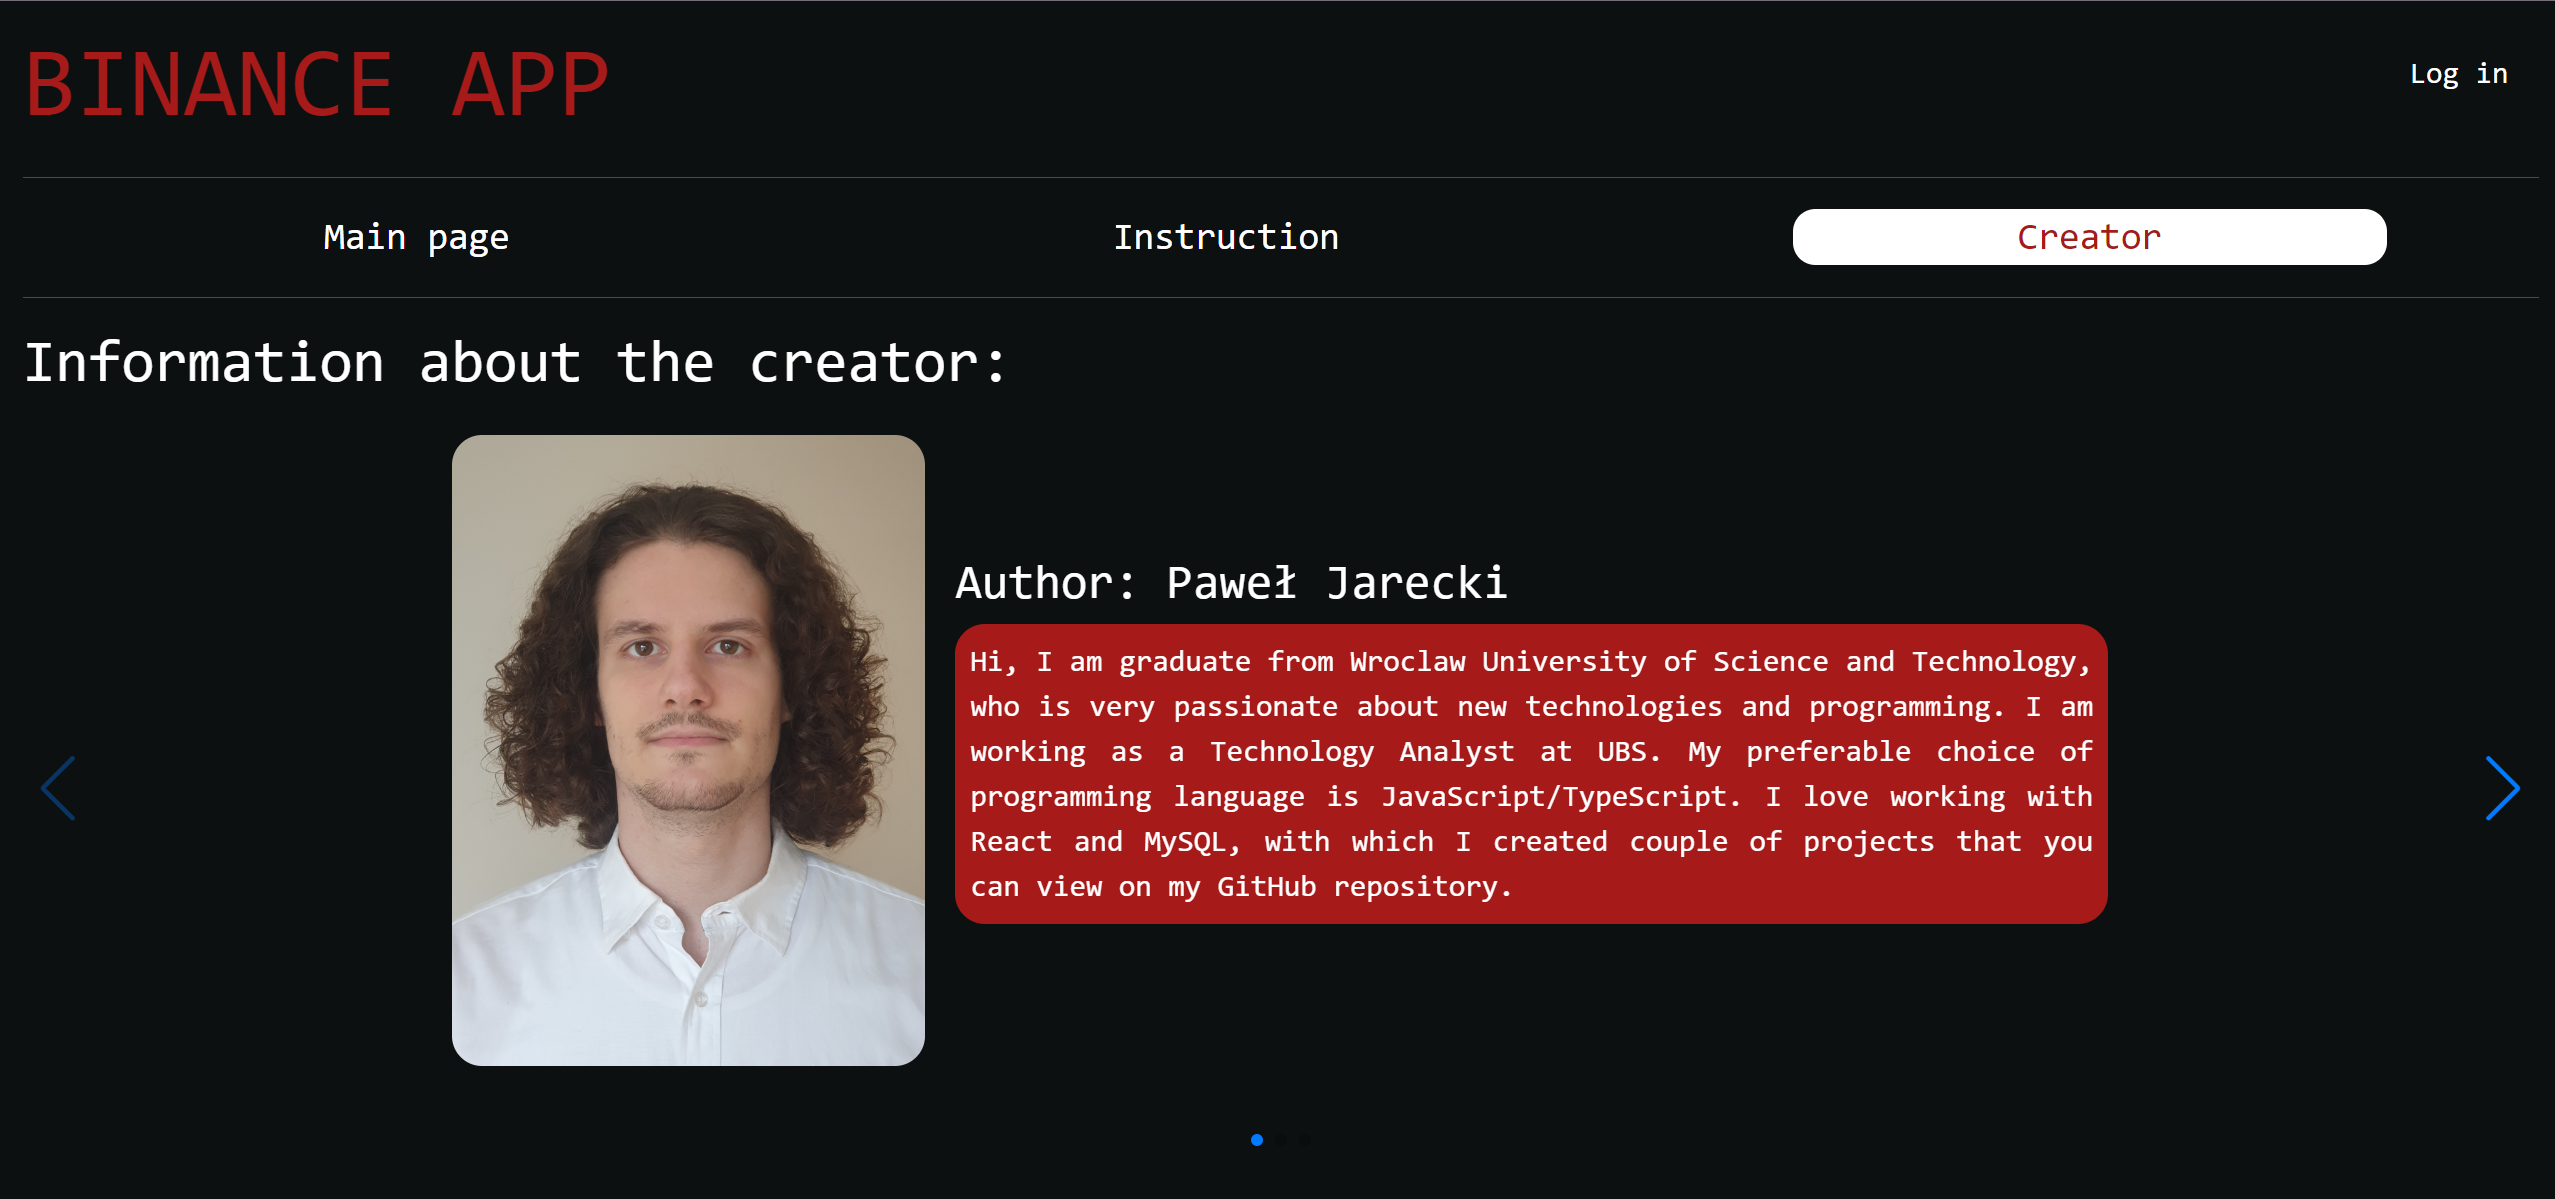 BINANCE APP
Log in
Main page
Instruction
Creator
Information about the creator:
Author: Paweł Jarecki
Hi, I am graduate from Wroclaw University of Science and Technology,
who is very passionate about new technologies and programming. I am
working as a Technology Analyst at UBS. My preferable choice of
programming language is JavaScript/TypeScript. I love working with
React and MySQL, with which I created couple of projects that you
can view on my GitHub repository.